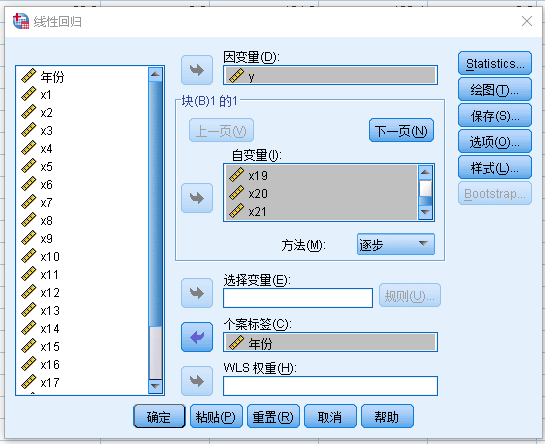 线性回归
年份
x1
x2
x3
x4
x5
x6
x7
x8
x9
x10
x11
x12
x13
x14
x15
x16
x17
因变量(D):
y
块(B)1 的1
上一页(V)
下一页(N)
自变量(I):
x19
x20
x21
方法(M):
逐步
选择变量(E):
规则(U)...
个案标签(C):
年份
WLS 权重(H):
Statistics...
绘图(T)...
保存(S)...
选项(O)...
样式(L)...
Bootstrap...
确定
粘贴(P)
重置(R)
取消
帮助